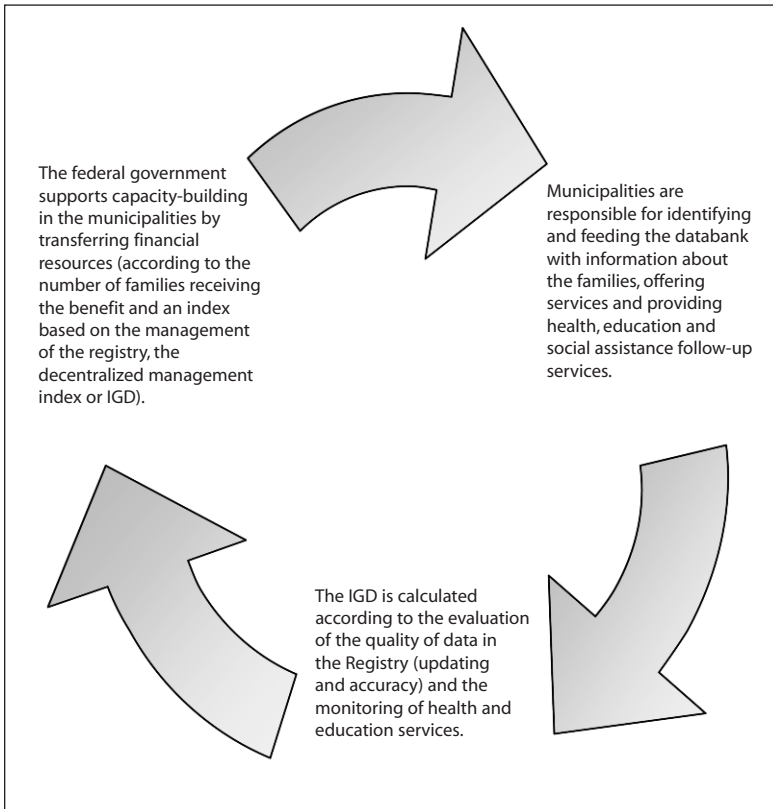 The federal government
supports capacity-building
in the municipalities by
transferring financial
resources (according to the
number of families receiving
the benefit and an index
based on the management
of the registry, the
decentralized management
index or IGD).
Municipalities are
responsible for identifying
and feeding the databank
with information about
the families, offering
services and providing
health, education and
social assistance follow-up
services.
The IGD is calculated
according to the evaluation
of the quality of data in
the Registry (updating
and accuracy) and the
monitoring of health and
education services.